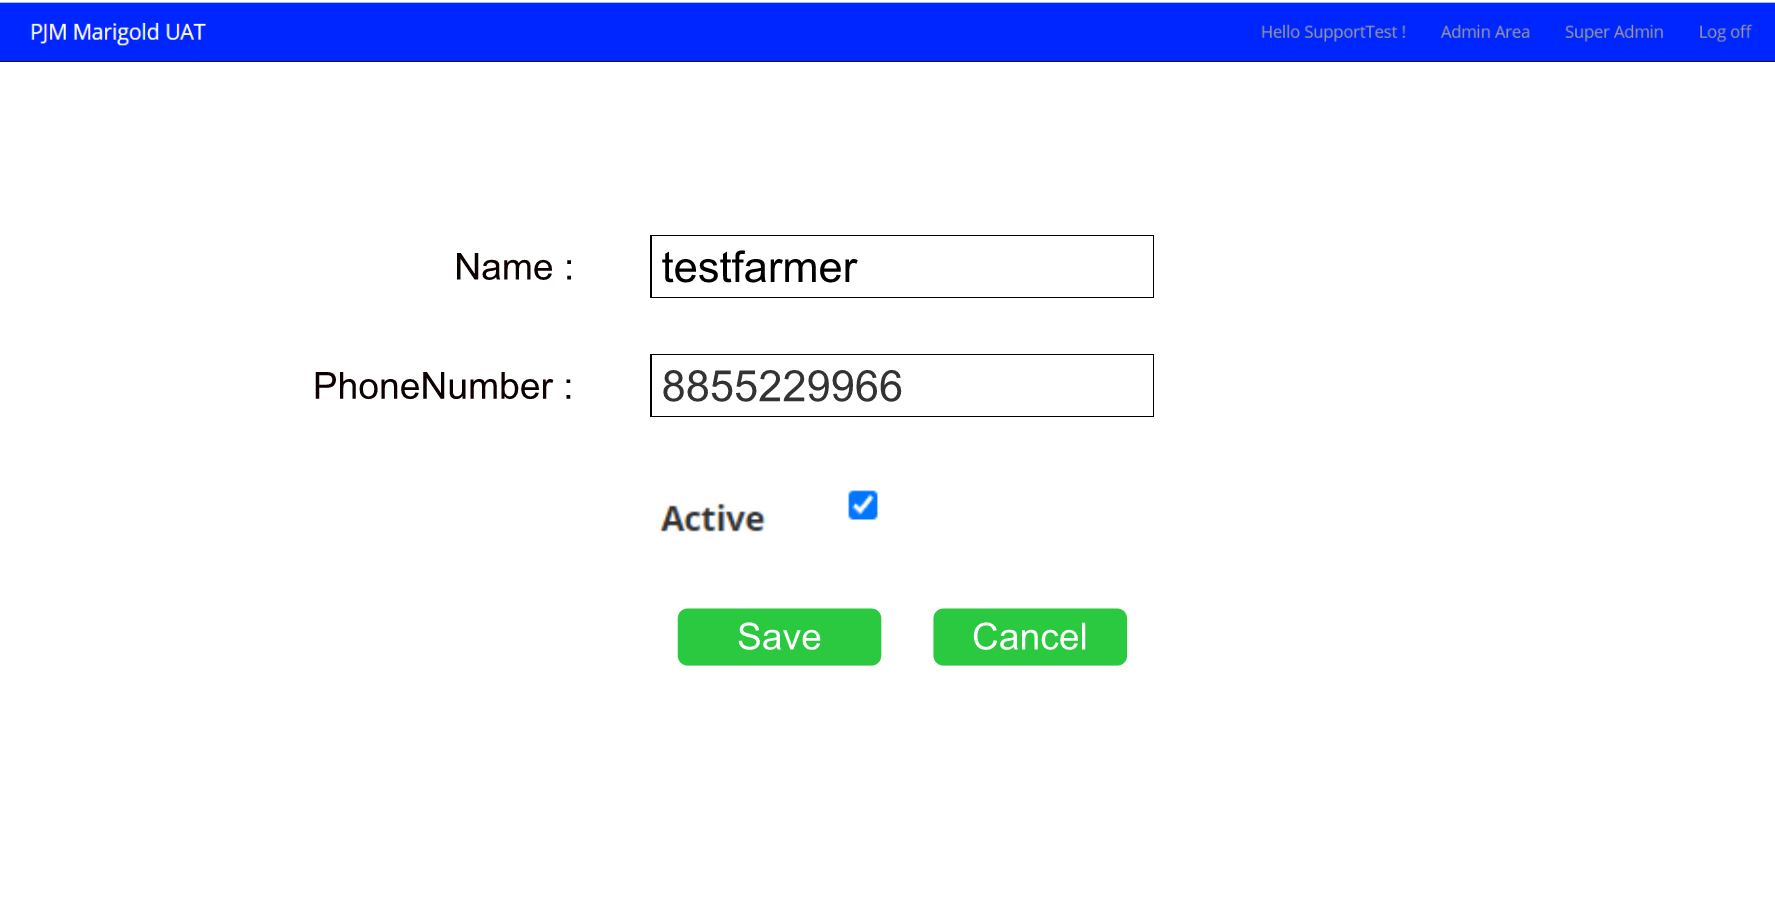 PJM Marigold UAT Hello SupportTest ! Admin Area Super Admin Log off
Name : testfarmer
PhoneNumber : 8855229966
Active
Save Cancel